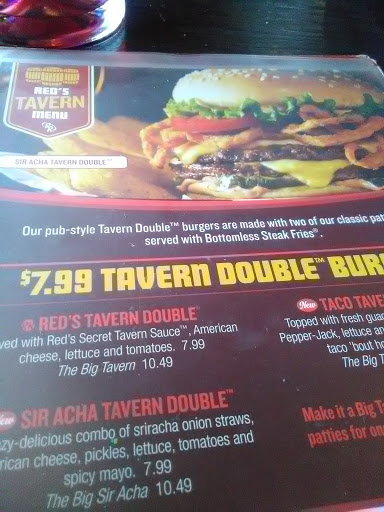 RED'S
TAVERN
MENU
SIR ACHA TAVERN DOUBLE™
Our pub-style Tavern Double™ burgers are made with two of our classic pat
served with Bottomless Steak Fries®.
$7.99 TAVERN DOUBLE™ BUR
RED'S TAVERN DOUBLE™
ved with Red's Secret Tavern Sauce™, American
cheese, lettuce and tomatoes. 7.99
The Big Tavern 10.49
New TACO TAVE
Topped with fresh guac
Pepper-Jack, lettuce a
taco 'bout ho
The Big T
SIR ACHA TAVERN DOUBLE™
zy-delicious combo of sriracha onion straws,
rican cheese, pickles, lettuce, tomatoes and
spicy mayo. 7.99
The Big Sir Acha 10.49
Make it a Big T
patties for on